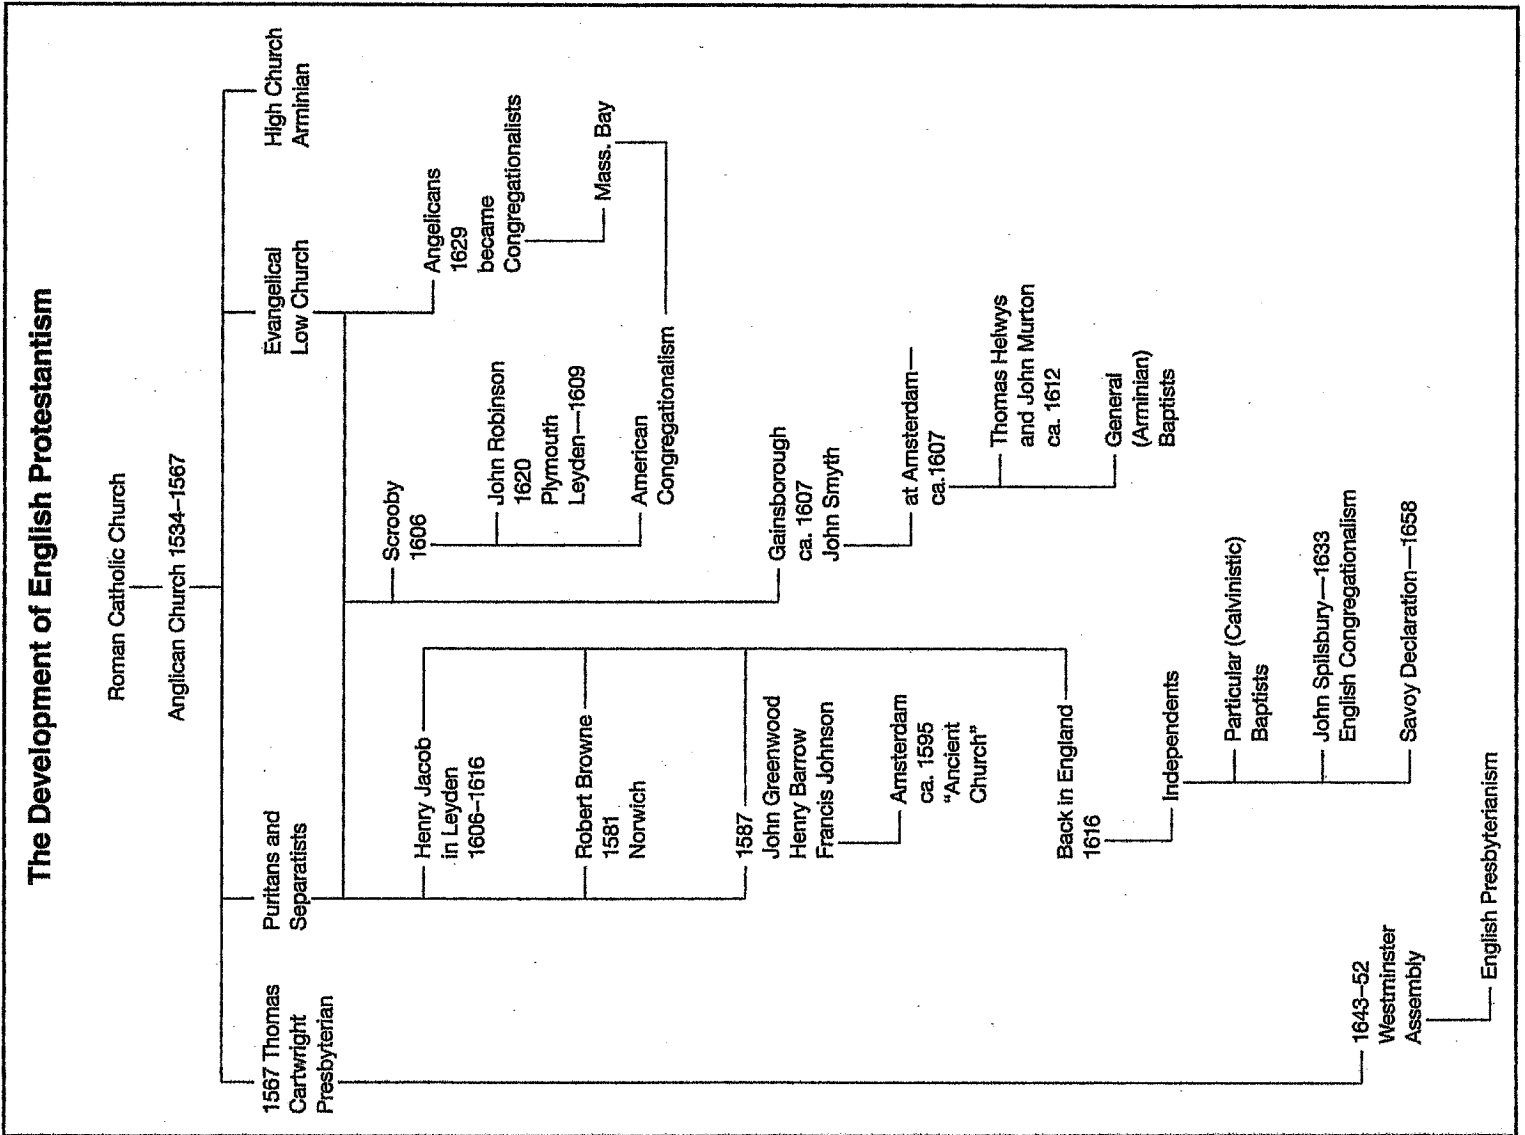 The Development of English Protestantism
Roman Catholic Church
Anglican Church 1534–1567
1567 Thomas
Cartwright
Presbyterian
Puritans and
Separatists
Evangelical
Low Church
High Church
Arminian
Henry Jacob
in Leyden
1606–1616
Robert Browne
1581
Norwich
1587
John Greenwood
Henry Barrow
Francis Johnson
Amsterdam
ca. 1595
"Ancient
Church"
Back in England
1616
Independents
Particular (Calvinistic)
Baptists
John Spilsbury—1633
English Congregationalism
Savoy Declaration—1658
Scrooby
1606
John Robinson
1620
Plymouth
Leyden—1609
American
Congregationalism
Gainsborough
ca. 1607
John Smyth
at Amsterdam—
ca.1607
Thomas Helwys
and John Murton
ca. 1612
General
(Arminian)
Baptists
Angelicans
1629
became
Congregationalists
Mass. Bay
1643–52
Westminster
Assembly
English Presbyterianism